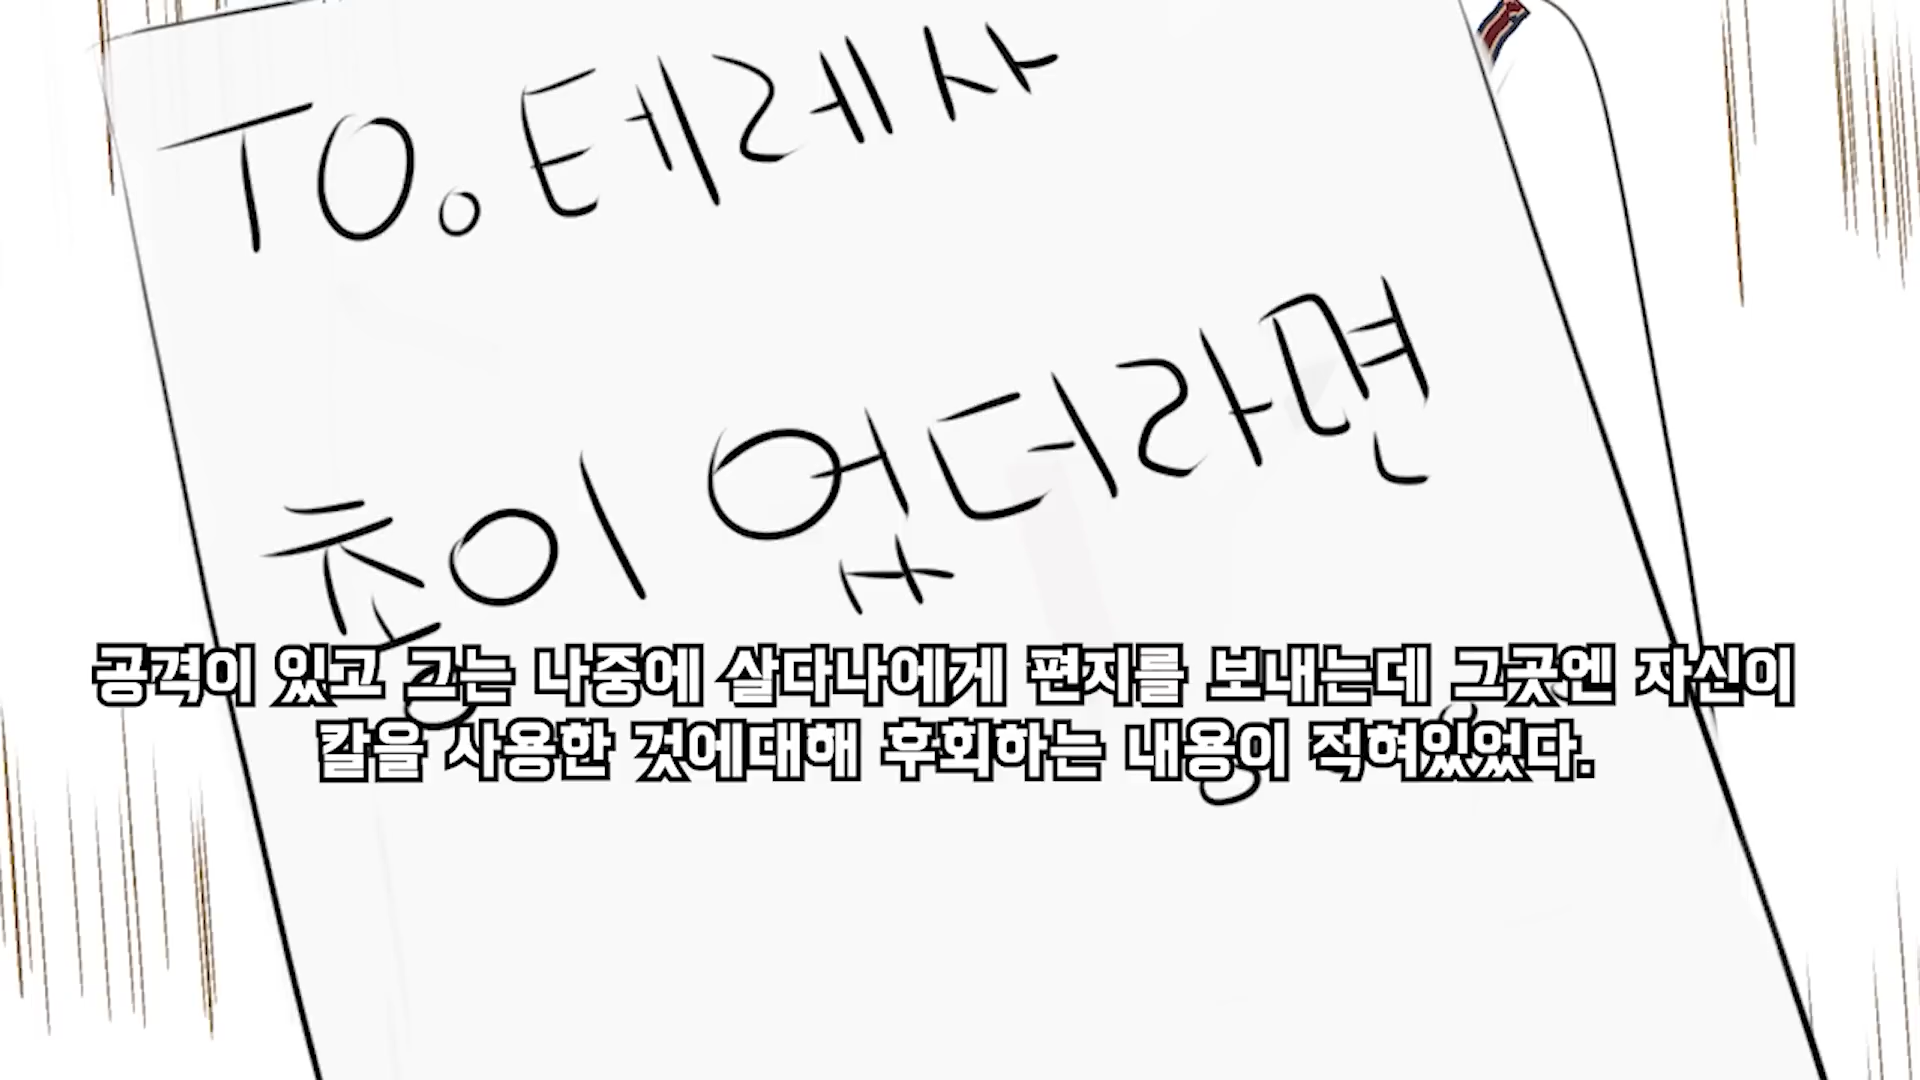 TO. 테레사
총이 없더라면
공격이 있고 그는 나중에 살다나에게 편지를 보내는데 그곳엔 자신이
칼을 사용한 것에대해 후회하는 내용이 적혀있었다.